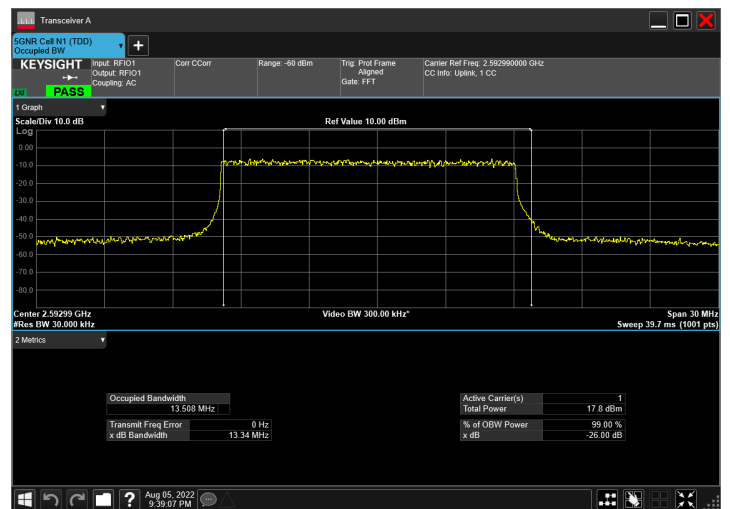 Transceiver A
5GNR Cell N1 (TDD)
Occupied BW
+
KEYSIGHT
LXI
PASS
Input: RFIO1
Output: RFIO1
Coupling: AC
Corr CCorr
Range: -60 dBm
Trig: Prot Frame
Aligned
Gate: FFT
Carrier Ref Freq: 2.592990000 GHz
CC Info: Uplink, 1 CC
1 Graph
Scale/Div 10.0 dB
Ref Value 10.00 dBm
Log
0.00
-10.0
-20.0
-30.0
-40.0
-50.0
-60.0
-70.0
-80.0
Center 2.59299 GHz
Video BW 300.00 kHz*
Span 30 MHz
#Res BW 30.000 kHz
Sweep 39.7 ms (1001 pts)
2 Metrics
Occupied Bandwidth
13.508 MHz
Transmit Freq Error 0 Hz
x dB Bandwidth 13.34 MHz
Active Carrier(s) 1
Total Power 17.8 dBm
% of OBW Power 99.00 %
x dB -26.00 dB
?
Aug 05, 2022
9:39:07 PM